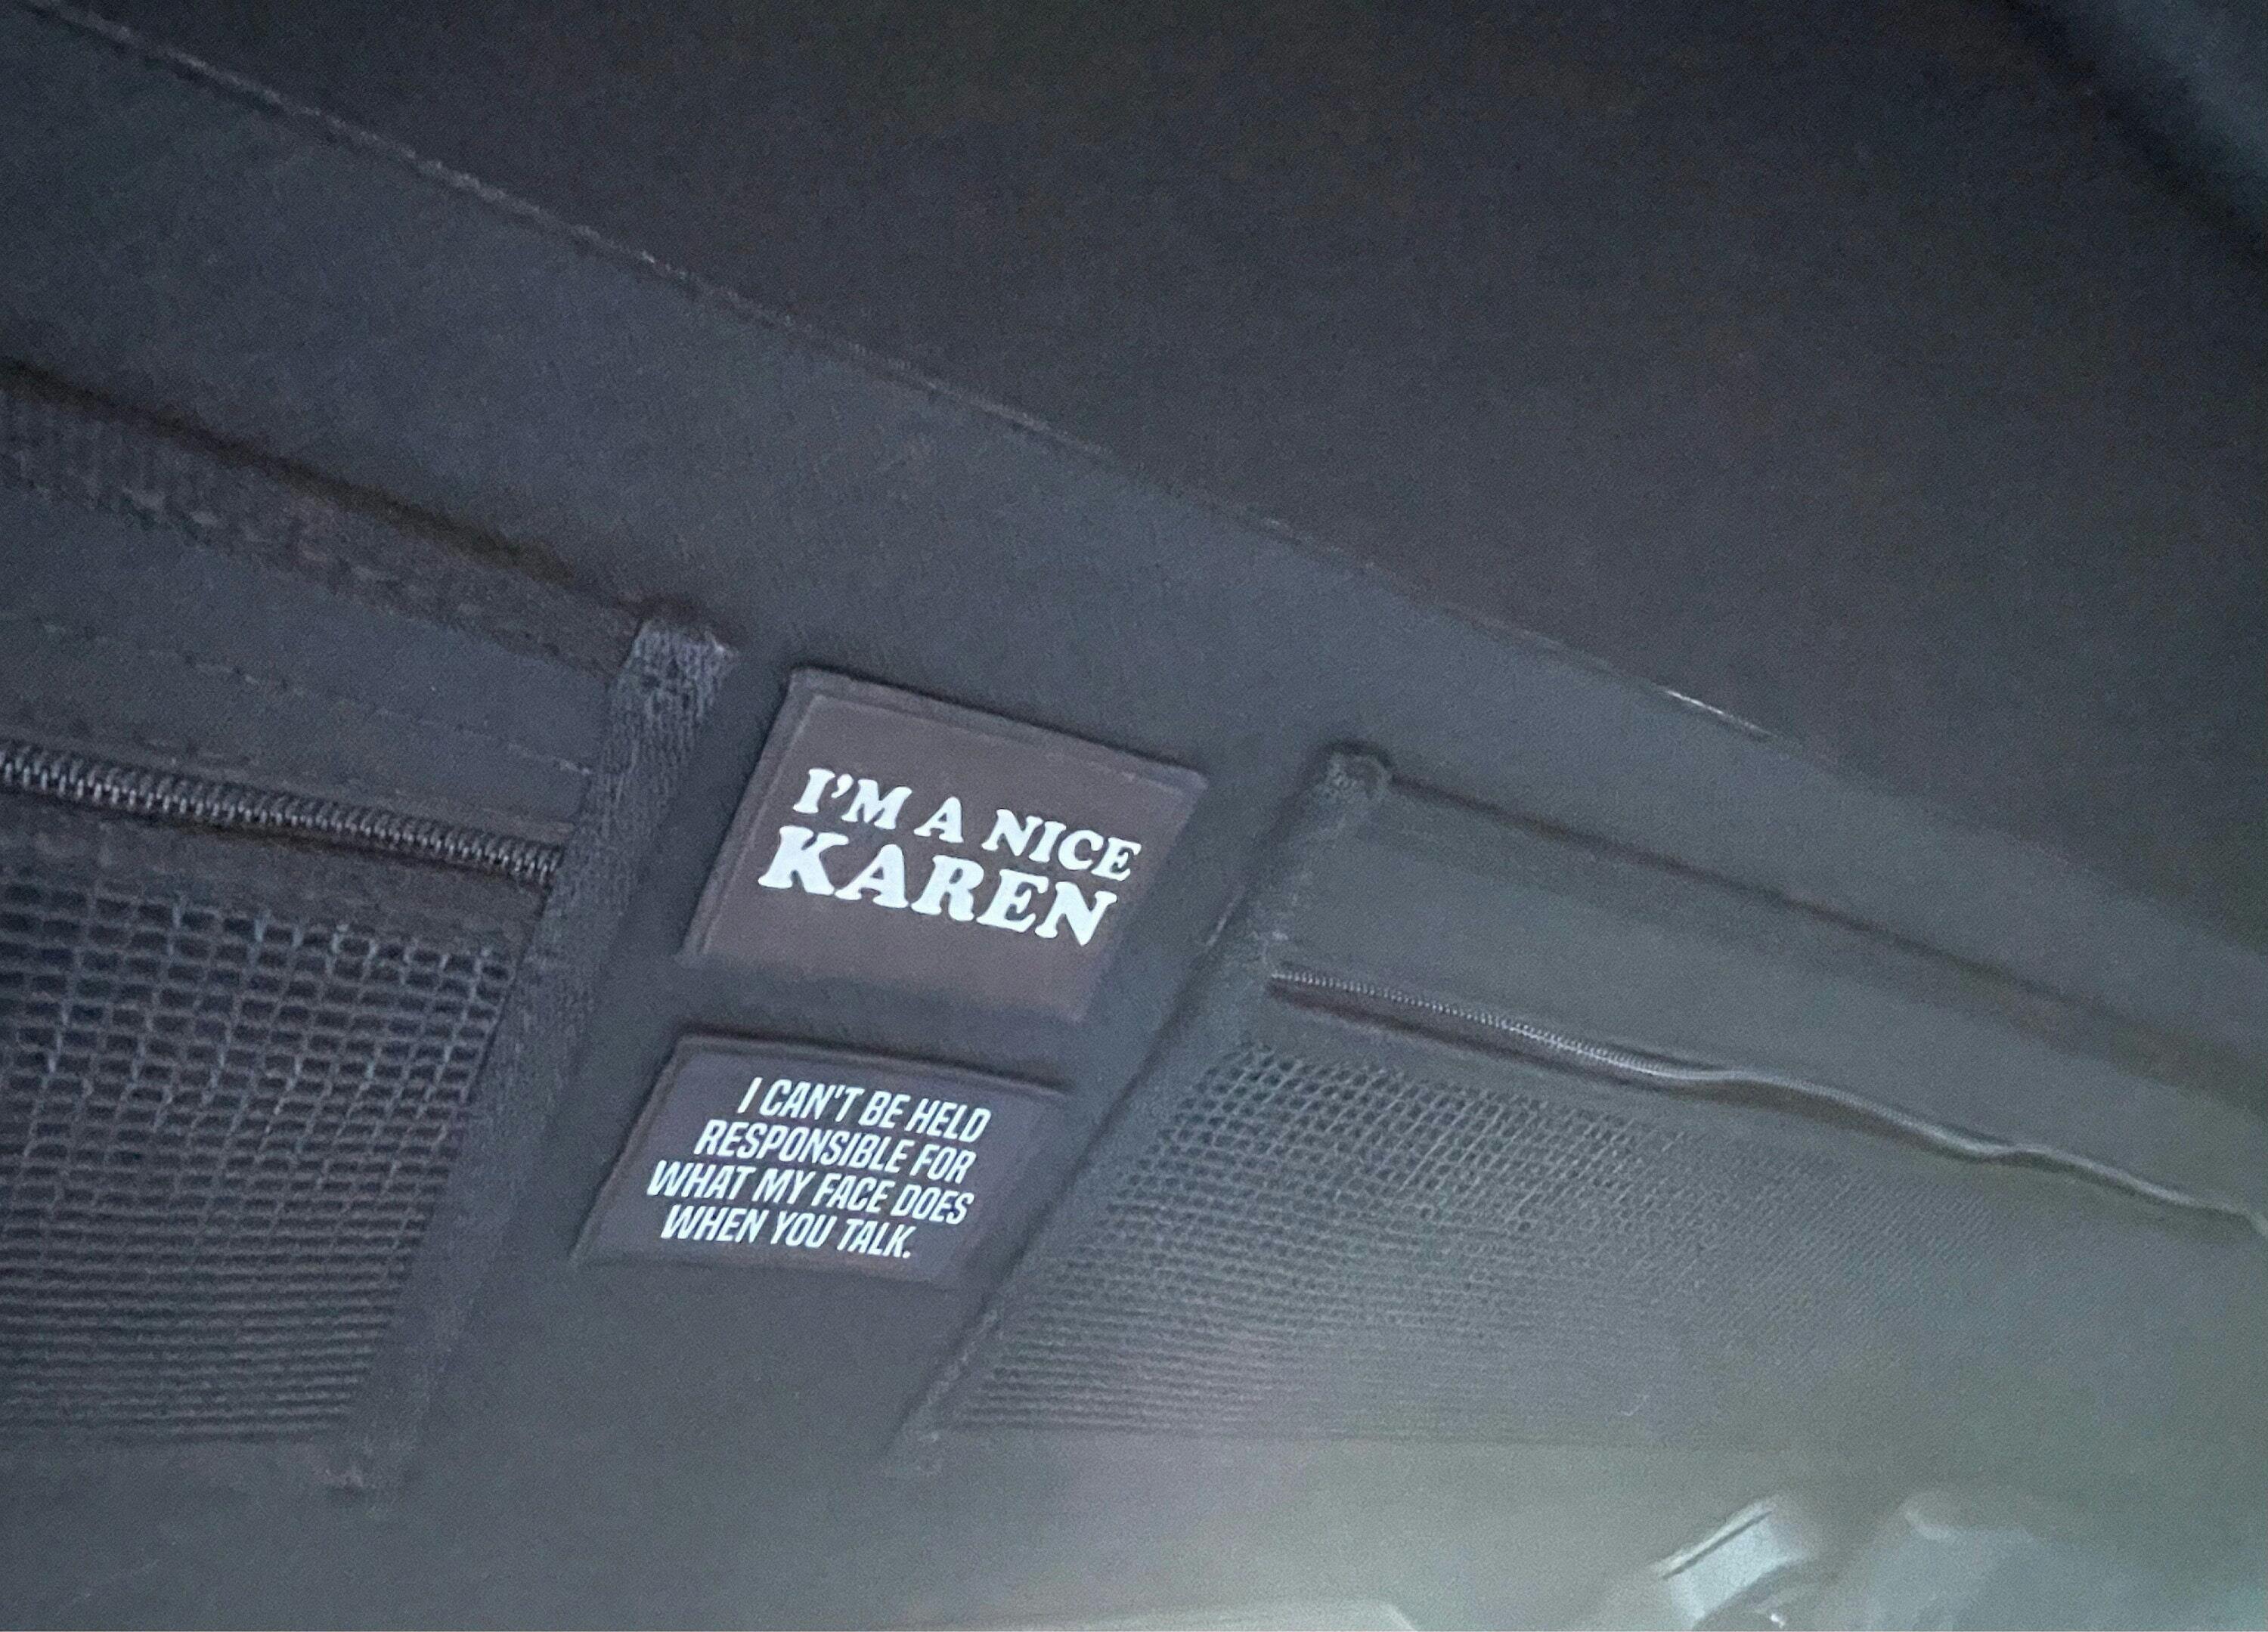 I'M A NICE
KAREN
I CAN'T BE HELD
RESPONSIBLE FOR
WHAT MY FACE DOES
WHEN YOU TALK.